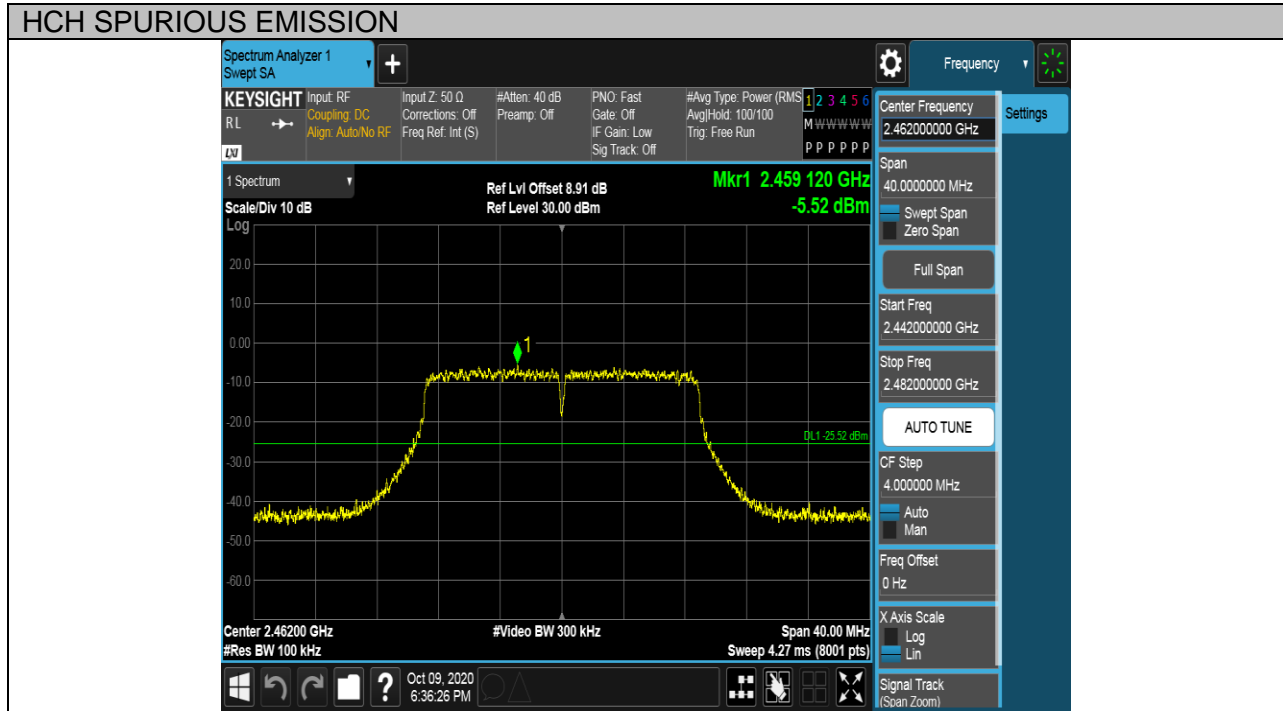 HCH SPURIOUS EMISSION
Spectrum Analyzer 1
Swept SA
+
Frequency
KEYSIGHT
RL
LXI
Input: RF
Coupling: DC
Align: Auto/No RF
Input Z: 50 Ω
Corrections: Off
Freq Ref: Int (S)
#Atten: 40 dB
Preamp: Off
PNO: Fast
Gate: Off
IF Gain: Low
Sig Track: Off
#Avg Type: Power (RMS
Avg|Hold: 100/100
Trig: Free Run
1 2 3 4 5 6
M W W W W W
P P P P P P
1 Spectrum
Scale/Div 10 dB
Ref Lvl Offset 8.91 dB
Ref Level 30.00 dBm
Mkr1 2.459 120 GHz
-5.52 dBm
Log
20.0
10.0
0.00
-10.0
-20.0
-30.0
-40.0
-50.0
-60.0
1
DL1 -25.52 dBm
Center 2.46200 GHz
#Res BW 100 kHz
#Video BW 300 kHz
Span 40.00 MHz
Sweep 4.27 ms (8001 pts)
?
Oct 09, 2020
6:36:26 PM
Center Frequency
2.462000000 GHz
Settings
Span
40.0000000 MHz
Swept Span
Zero Span
Full Span
Start Freq
2.442000000 GHz
Stop Freq
2.482000000 GHz
AUTO TUNE
CF Step
4.000000 MHz
Auto
Man
Freq Offset
0 Hz
X Axis Scale
Log
Lin
Signal Track
(Span Zoom)